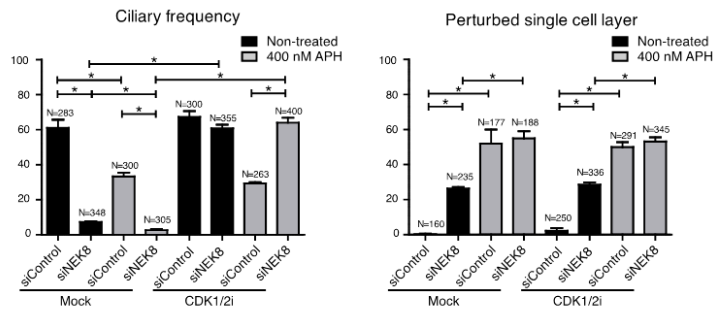 Ciliary frequency
Non-treated
400 nM APH
100
80
60
40
20
0
* *
*
* * *
* *
N=283
N=348
N=300
N=305
N=300
N=355
N=263
N=400
siControl siNEK8 siControl siNEK8 siControl siNEK8 siControl siNEK8
Mock CDK1/2i
Perturbed single cell layer
Non-treated
400 nM APH
100
80
60
40
20
0
* *
* *
* *
N=160
N=235
N=177
N=188
N=250
N=336
N=291
N=345
siControl siNEK8 siControl siNEK8 siControl siNEK8 siControl siNEK8
Mock CDK1/2i